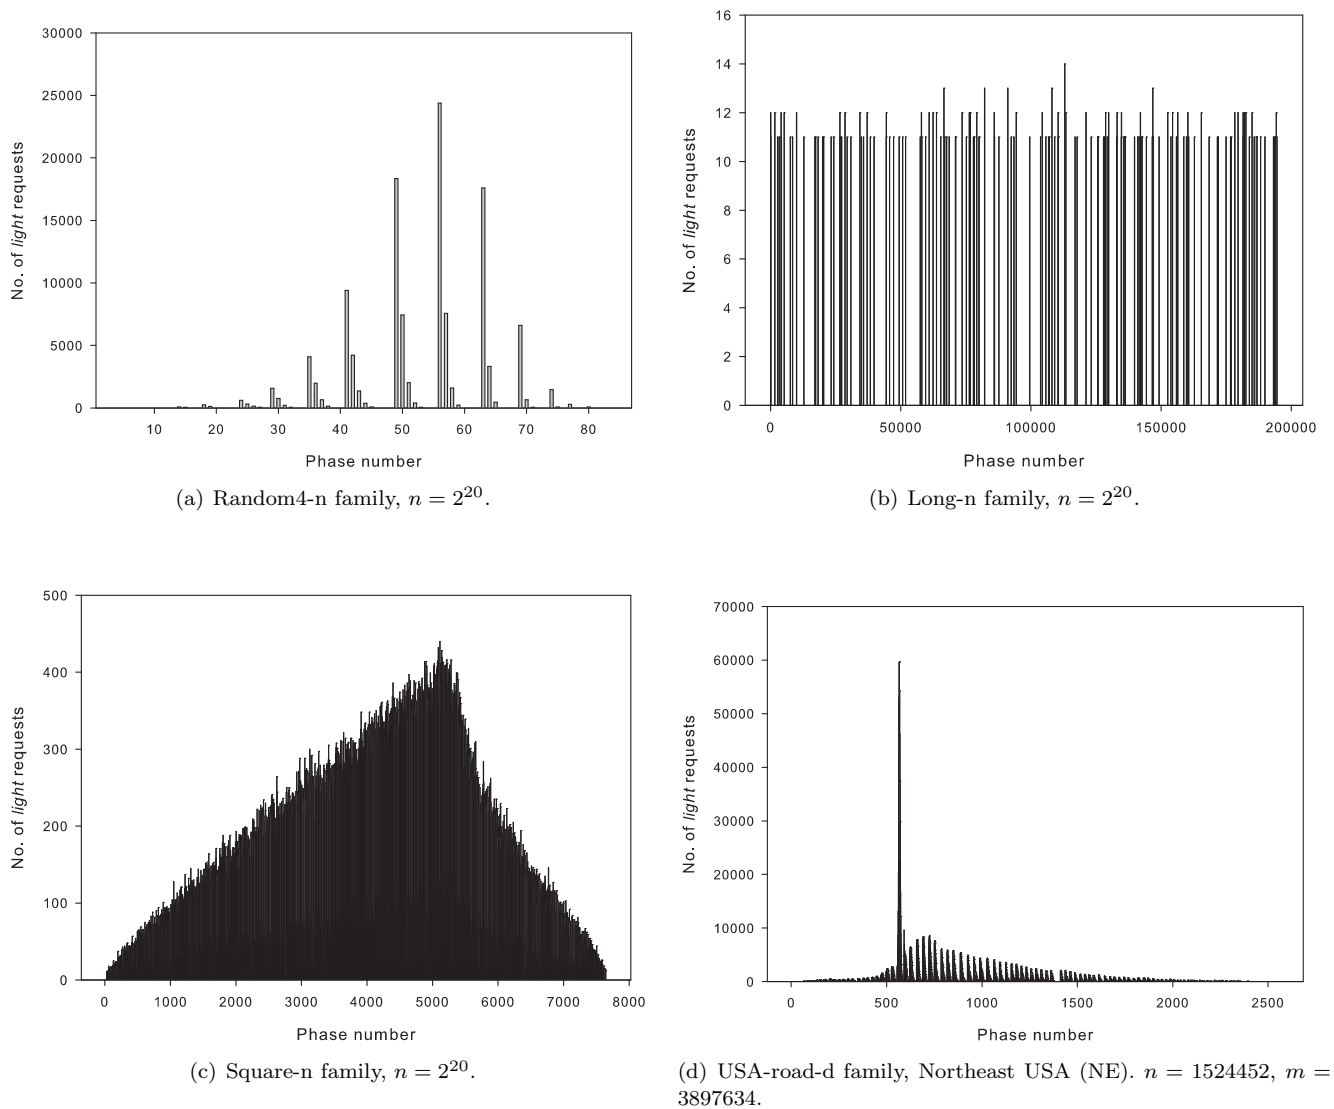 30000
25000
20000
15000
10000
5000
0
No. of light requests
10 20 30 40 50 60 70 80
Phase number
(a) Random4-n family, n = 2^20.
16
14
12
10
8
6
4
2
0
No. of light requests
0 50000 100000 150000 200000
Phase number
(b) Long-n family, n = 2^20.
500
400
300
200
100
0
No. of light requests
0 1000 2000 3000 4000 5000 6000 7000 8000
Phase number
(c) Square-n family, n = 2^20.
70000
60000
50000
40000
30000
20000
10000
0
No. of light requests
0 500 1000 1500 2000 2500
Phase number
(d) USA-road-d family, Northeast USA (NE). n = 1524452, m =
3897634.